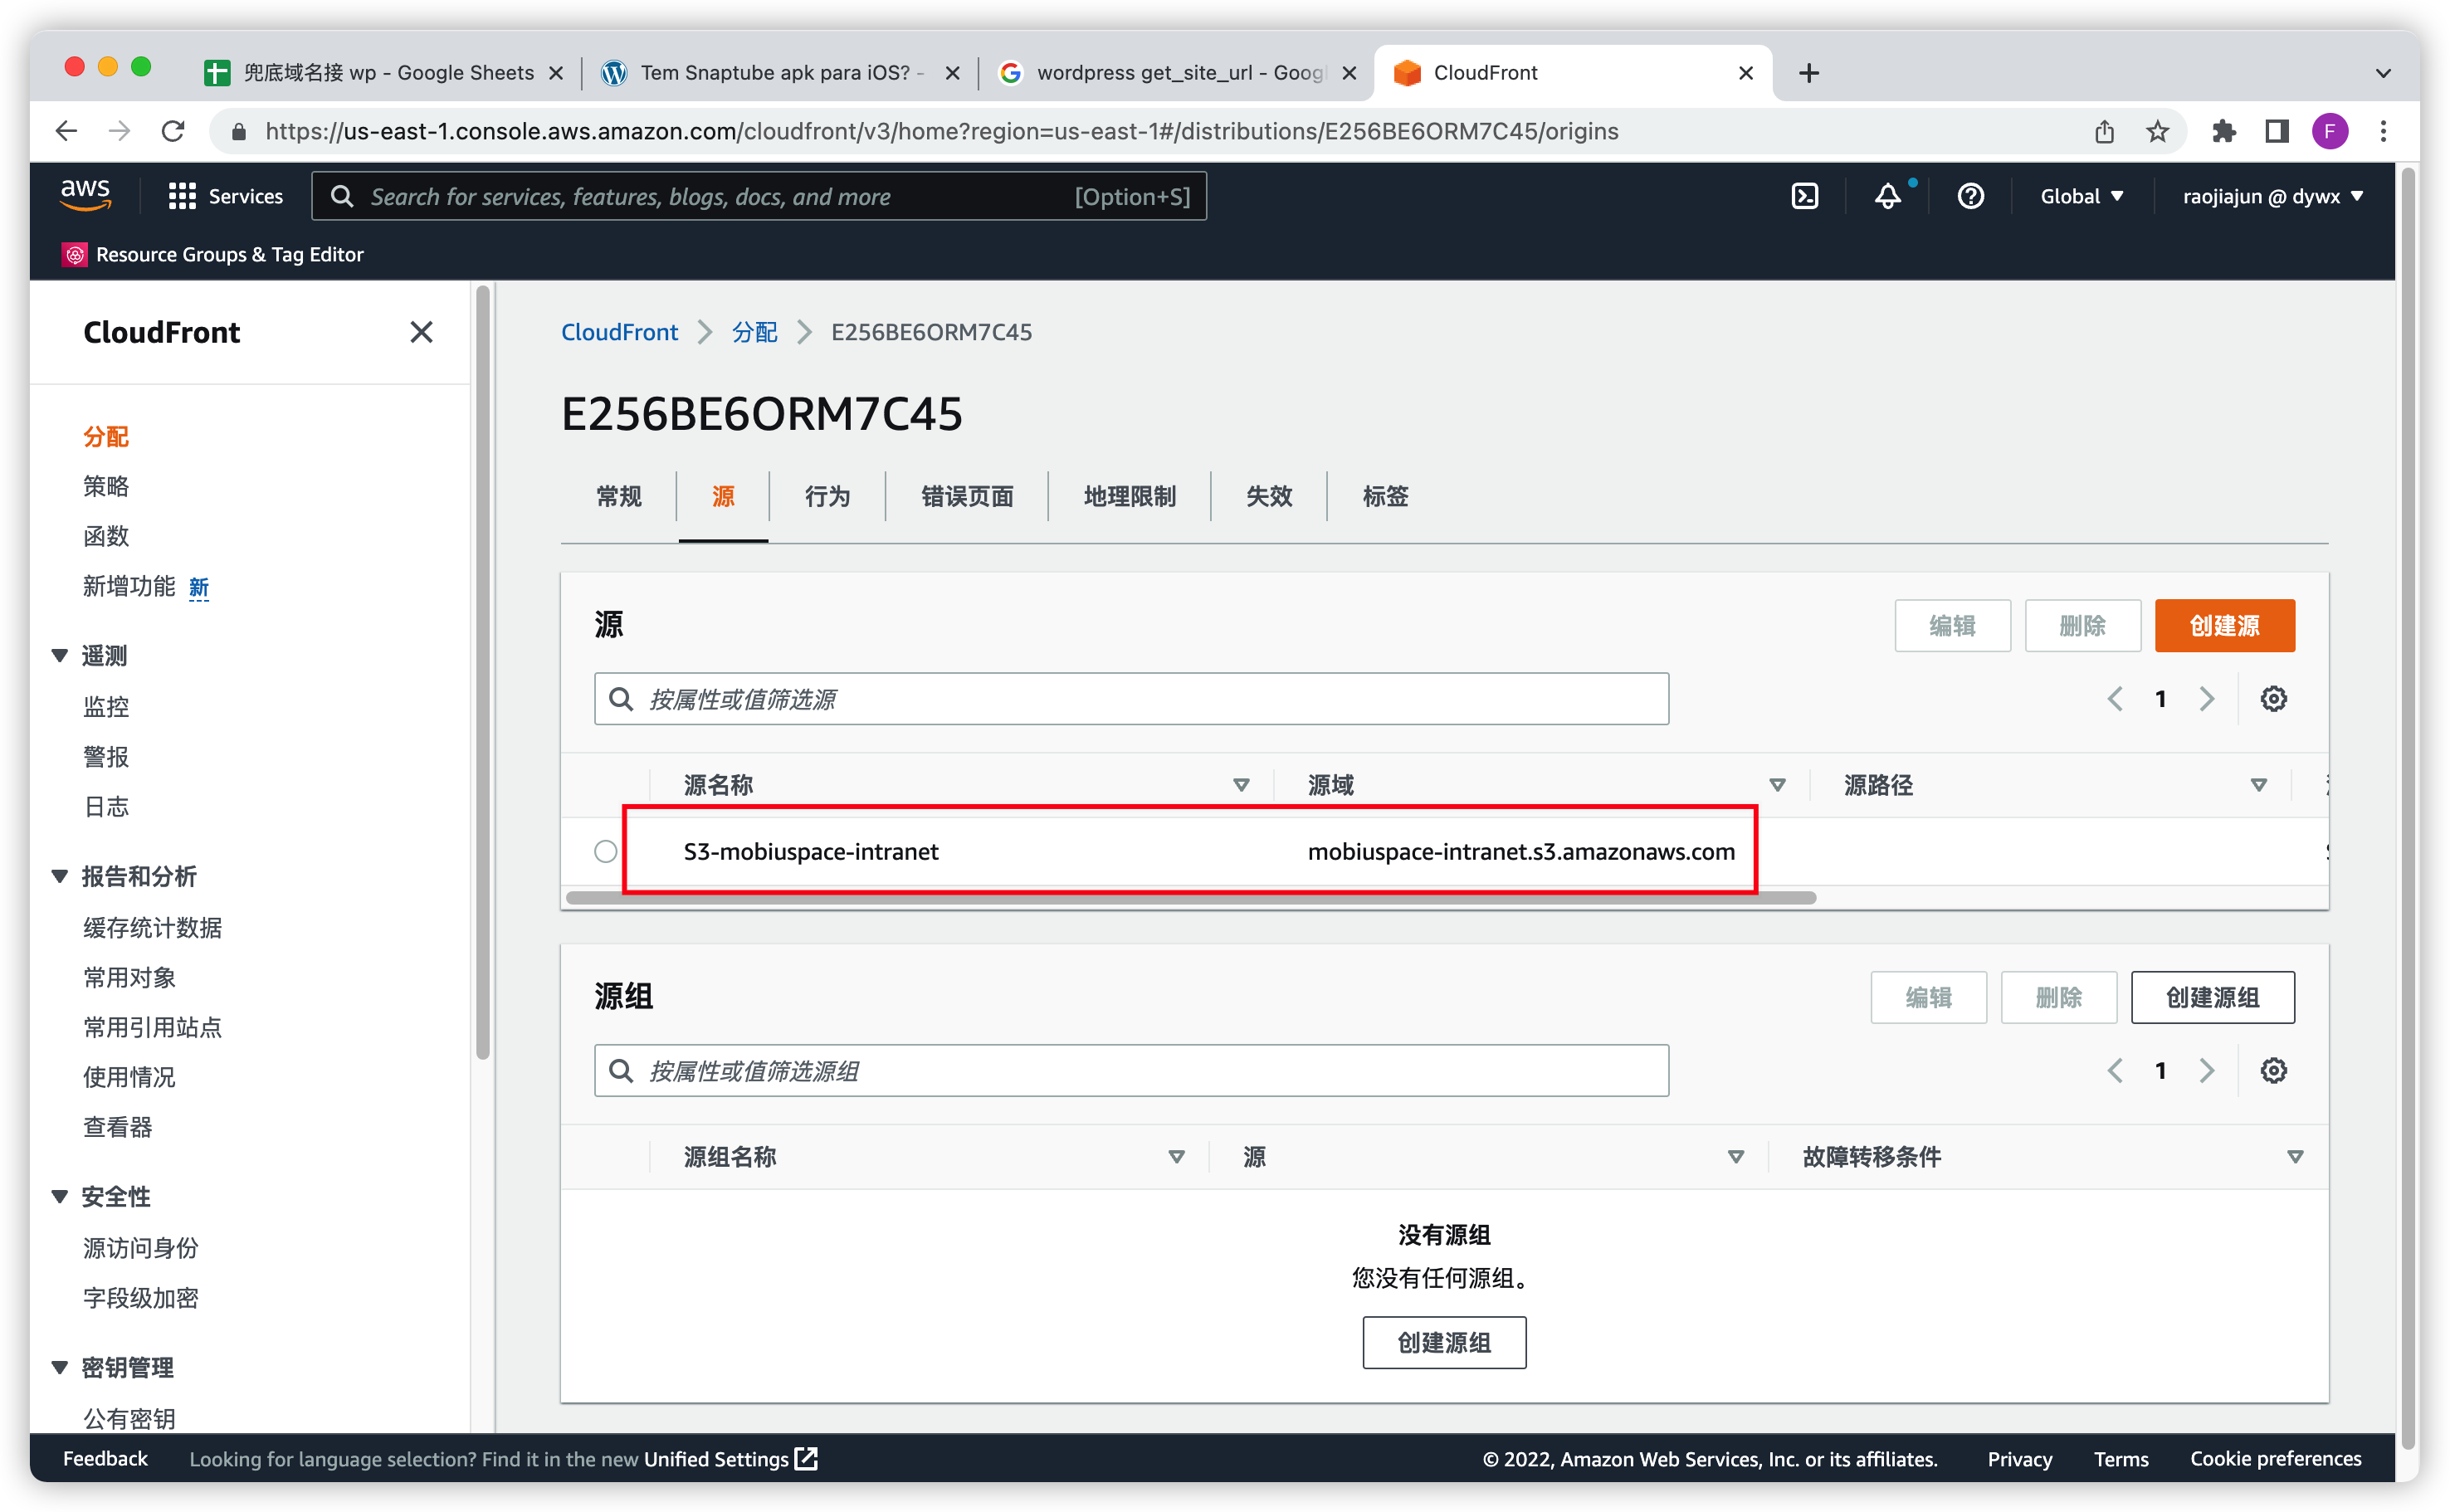 兜底域名接 wp - Google Sheets
Tem Snaptube apk para iOS? -
wordpress get_site_url - Goog
CloudFront
https://us-east-1.console.aws.amazon.com/cloudfront/v3/home?region=us-east-1#/distributions/E256BE6ORM7C45/origins
F
aws
Services
Search for services, features, blogs, docs, and more
[Option+S]
Global
raojiajun @ dywx
Resource Groups & Tag Editor
CloudFront
分配
策略
函数
新增功能 新
遥测
监控
警报
日志
报告和分析
缓存统计数据
常用对象
常用引用站点
使用情况
查看器
安全性
源访问身份
字段级加密
密钥管理
公有密钥
CloudFront
分配
E256BE6ORM7C45
E256BE6ORM7C45
常规
源
行为
错误页面
地理限制
失效
标签
源
编辑
删除
创建源
按属性或值筛选源
1
源名称
源域
源路径
S3-mobiuspace-intranet
mobiuspace-intranet.s3.amazonaws.com
源组
编辑
删除
创建源组
按属性或值筛选源组
1
源组名称
源
故障转移条件
没有源组
您没有任何源组。
创建源组
Feedback
Looking for language selection? Find it in the new Unified Settings
© 2022, Amazon Web Services, Inc. or its affiliates.
Privacy
Terms
Cookie preferences